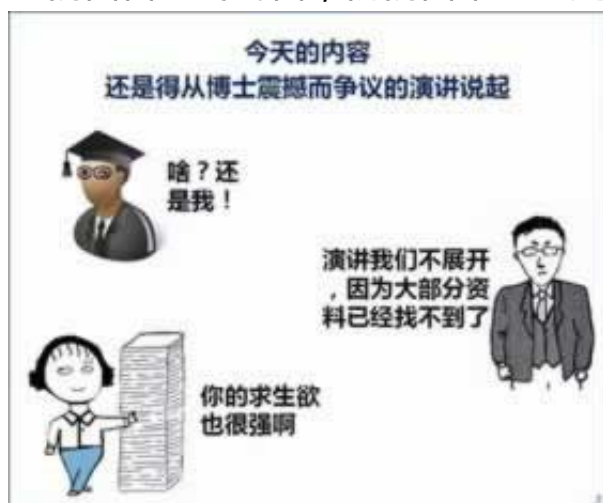 今天的内容
还是得从博士震撼而争议的演讲说起
啥？还
是我！
演讲我们不展开
，因为大部分资
料已经找不到了
你的求生欲
也很强啊